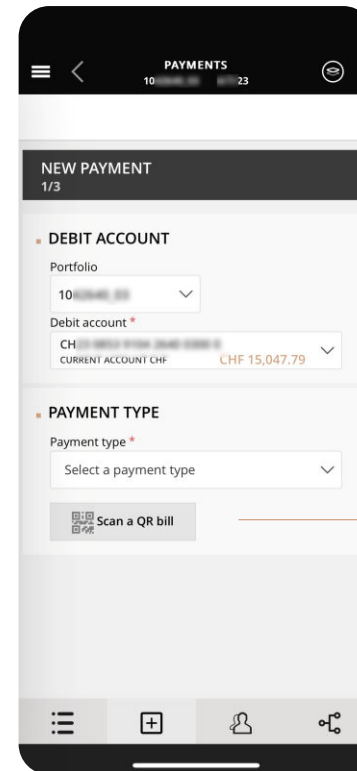 PAYMENTS
10 23
NEW PAYMENT
1/3
DEBIT ACCOUNT
Portfolio
10
Debit account *
CH
CURRENT ACCOUNT CHF CHF 15,047.79
PAYMENT TYPE
Payment type *
Select a payment type
Scan a QR bill